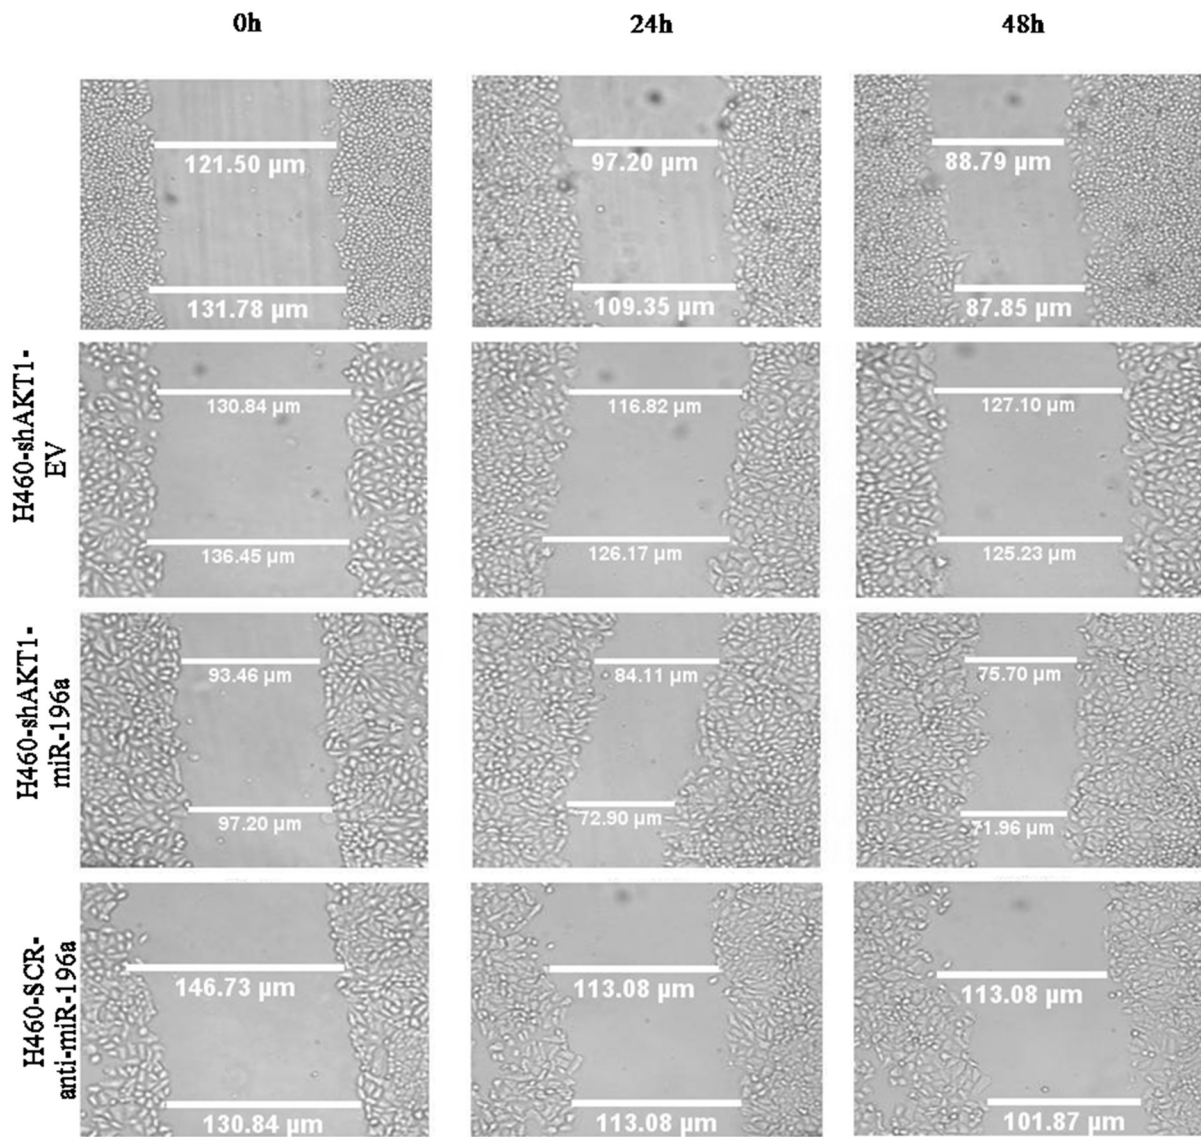 0h
24h
48h
121.50 µm
97.20 µm
88.79 µm
131.78 µm
109.35 µm
87.85 µm
H460-shAKT1-
EV
130.84 µm
116.82 µm
127.10 µm
136.45 µm
126.17 µm
125.23 µm
H460-shAKT1-
miR-196a
93.46 µm
84.11 µm
75.70 µm
97.20 µm
72.90 µm
71.96 µm
H460-SCR-
anti-miR-196a
146.73 µm
113.08 µm
113.08 µm
130.84 µm
113.08 µm
101.87 µm